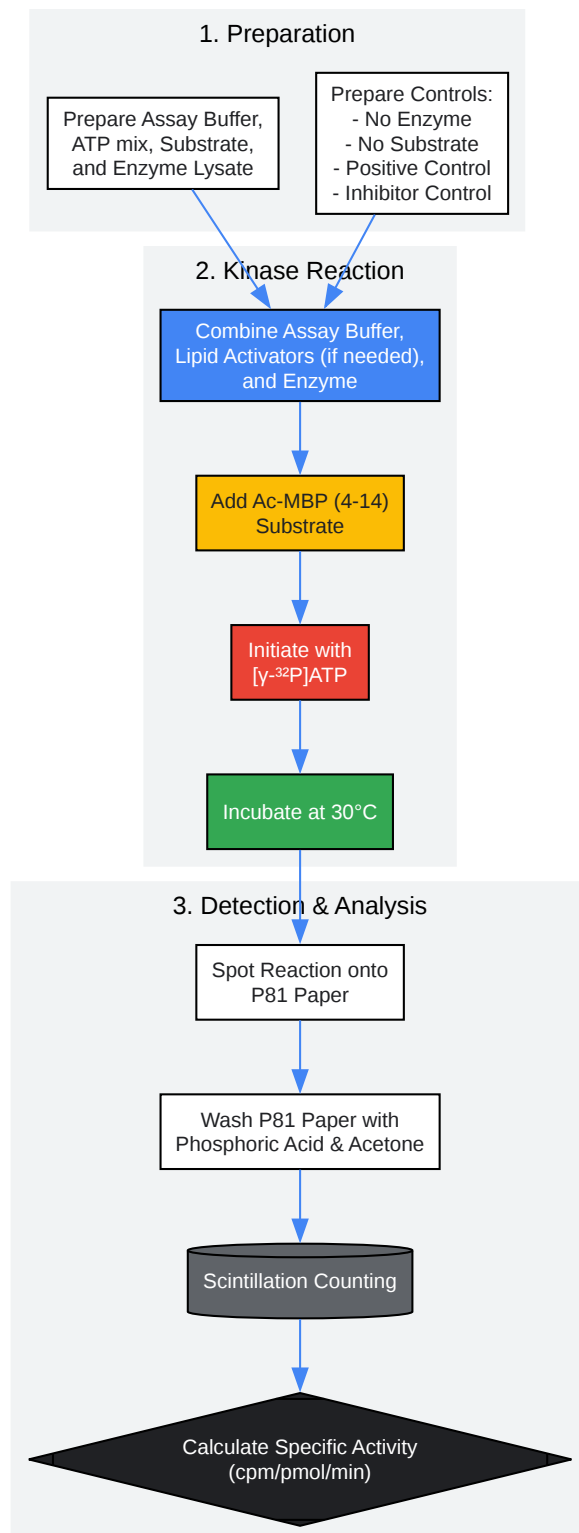 1. Preparation
Prepare Assay Buffer,
ATP mix, Substrate,
and Enzyme Lysate
Prepare Controls:
- No Enzyme
- No Substrate
- Positive Control
- Inhibitor Control
2. Kinase Reaction
Combine Assay Buffer,
Lipid Activators (if needed),
and Enzyme
Add Ac-MBP (4-14)
Substrate
Initiate with
[γ-³²P]ATP
Incubate at 30°C
3. Detection & Analysis
Spot Reaction onto
P81 Paper
Wash P81 Paper with
Phosphoric Acid & Acetone
Scintillation Counting
Calculate Specific Activity
(cpm/pmol/min)